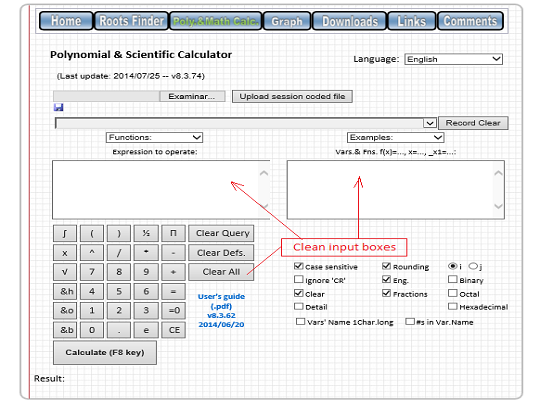 Home Roots Finder Poly.&Math Calc. Graph Downloads Links Comments
Polynomial & Scientific Calculator
Language: English
(Last update: 2014/07/25 -- v8.3.74)
Examinar... Upload session coded file
Record Clear
Functions: Examples:
Expression to operate: Vars.& Fns. f(x)=..., x=..., _x1=...:
∫ ( ) ½ Π Clear Query
x ^ / * - Clear Defs.
Clean input boxes
√ 7 8 9 + Clear All
Case sensitive Rounding i j
&h 4 5 6 =
Ignore 'CR' Eng. Binary
User's guide
(.pdf)
v8.3.62
2014/06/20
Clear Fractions Octal
&o 1 2 3 =0
Detail Hexadecimal
Vars' Name 1Char.long #s in Var.Name
&b 0 . e CE
Calculate (F8 key)
Result: